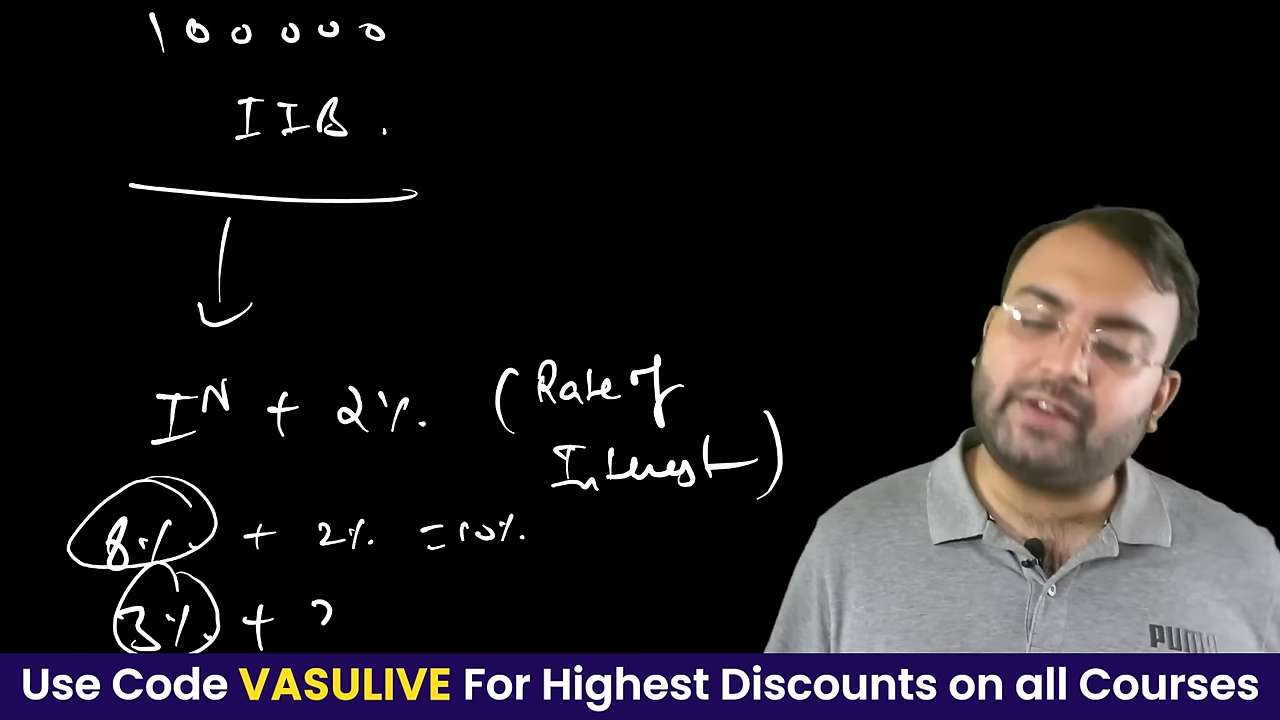 100000
IIB.
IN + 2%. (Rate of
Interest)
8%. + 2%. = 10%.
3%. + 2
PUMA
Use Code VASULIVE For Highest Discounts on all Courses